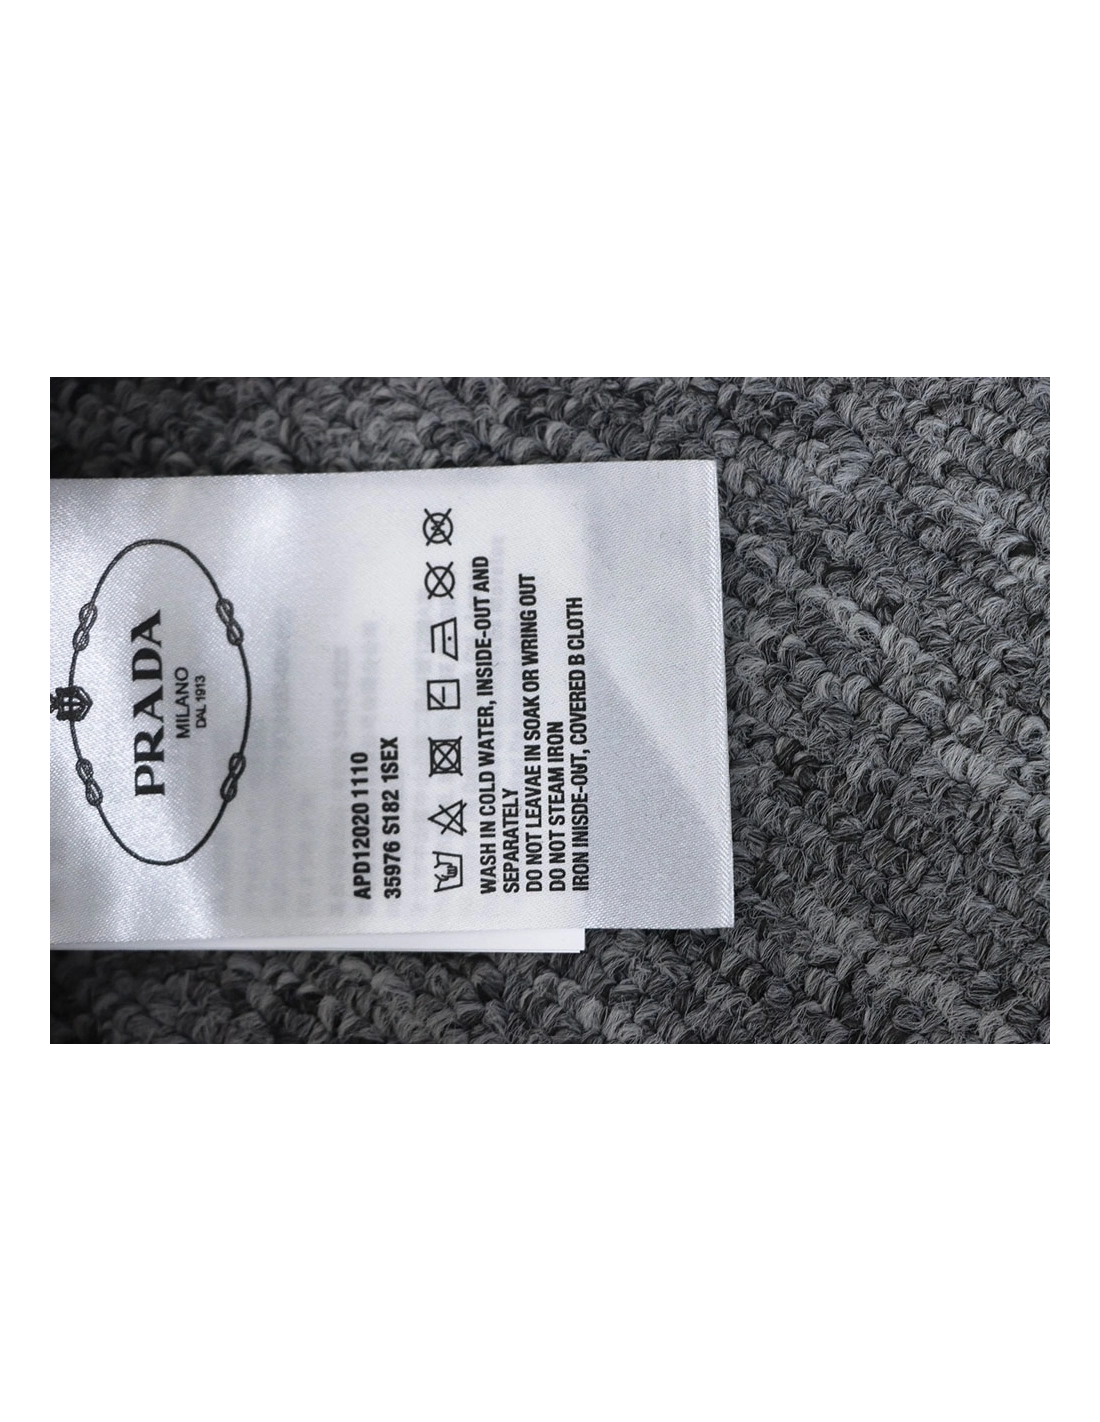 PRADA
MILANO
DAL 1913
APD12020 1110
35976 S182 1SEX
WASH IN COLD WATER, INSIDE-OUT AND
SEPARATELY
DO NOT LEAVAE IN SOAK OR WRING OUT
DO NOT STEAM IRON
IRON INISDE-OUT, COVERED B CLOTH